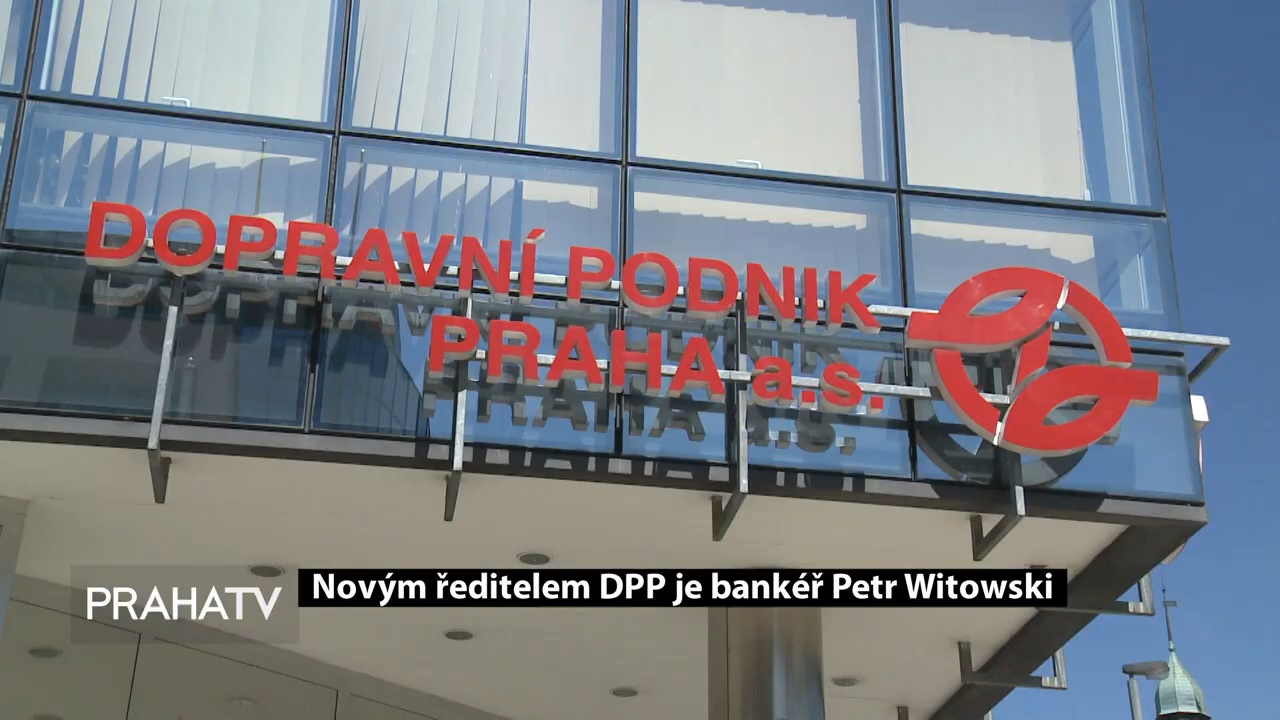 DOPRAVNÍ PODNIK
PRAHA a.s.
PRAHATV
Novým ředitelem DPP je bankéř Petr Witowski